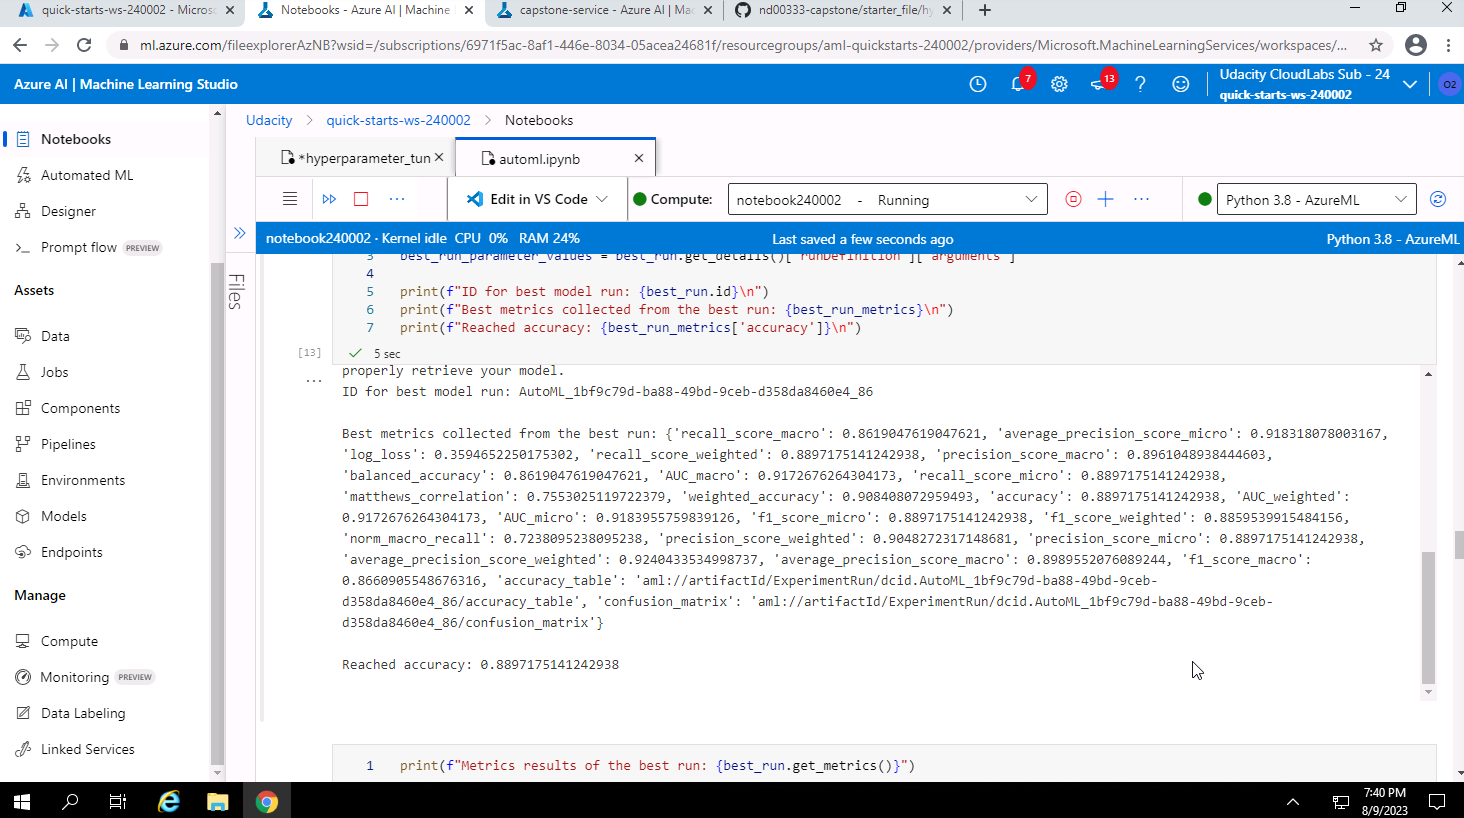 quick-starts-ws-240002 - Micros
Notebooks - Azure AI | Machine
capstone-service - Azure AI | Ma
nd00333-capstone/starter_file/hy
ml.azure.com/fileexplorerAzNB?wsid=/subscriptions/6971f5ac-8af1-446e-8034-05acea24681f/resourcegroups/aml-quickstarts-240002/providers/Microsoft.MachineLearningServices/workspaces/...
Azure AI | Machine Learning Studio
7
13
Udacity CloudLabs Sub - 24
quick-starts-ws-240002
O2
Udacity > quick-starts-ws-240002 > Notebooks
*hyperparameter_tun
automl.ipynb
Edit in VS Code
Compute:
notebook240002 - Running
Python 3.8 - AzureML
notebook240002 · Kernel idle CPU 0% RAM 24%
Last saved a few seconds ago
Python 3.8 - AzureML
Files
Notebooks
Automated ML
Designer
Prompt flow PREVIEW
Assets
Data
Jobs
Components
Pipelines
Environments
Models
Endpoints
Manage
Compute
Monitoring PREVIEW
Data Labeling
Linked Services
3 best_run_parameter_values = best_run.get_details()['runDefinition']['arguments']
4
5 print(f"ID for best model run: {best_run.id}\n")
6 print(f"Best metrics collected from the best run: {best_run_metrics}\n")
7 print(f"Reached accuracy: {best_run_metrics['accuracy']}\n")
[13]
5 sec
...
properly retrieve your model.
ID for best model run: AutoML_1bf9c79d-ba88-49bd-9ceb-d358da8460e4_86
Best metrics collected from the best run: {'recall_score_macro': 0.8619047619047621, 'average_precision_score_micro': 0.918318078003167,
'log_loss': 0.3594652250175302, 'recall_score_weighted': 0.8897175141242938, 'precision_score_macro': 0.8961048938444603,
'balanced_accuracy': 0.8619047619047621, 'AUC_macro': 0.9172676264304173, 'recall_score_micro': 0.8897175141242938,
'matthews_correlation': 0.7553025119722379, 'weighted_accuracy': 0.908408072959493, 'accuracy': 0.8897175141242938, 'AUC_weighted':
0.9172676264304173, 'AUC_micro': 0.9183955759839126, 'f1_score_micro': 0.8897175141242938, 'f1_score_weighted': 0.8859539915484156,
'norm_macro_recall': 0.7238095238095238, 'precision_score_weighted': 0.9048272317148681, 'precision_score_micro': 0.8897175141242938,
'average_precision_score_weighted': 0.9240433534998737, 'average_precision_score_macro': 0.8989552076089244, 'f1_score_macro':
0.8660905548676316, 'accuracy_table': 'aml://artifactId/ExperimentRun/dcid.AutoML_1bf9c79d-ba88-49bd-9ceb-
d358da8460e4_86/accuracy_table', 'confusion_matrix': 'aml://artifactId/ExperimentRun/dcid.AutoML_1bf9c79d-ba88-49bd-9ceb-
d358da8460e4_86/confusion_matrix'}
Reached accuracy: 0.8897175141242938
1 print(f"Metrics results of the best run: {best_run.get_metrics()}")
7:40 PM
8/9/2023